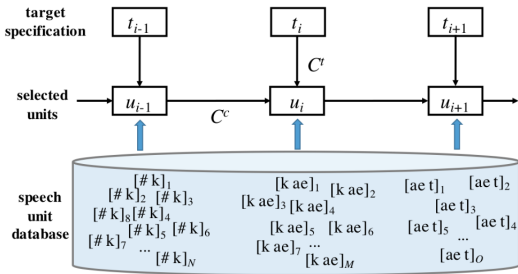 target specification
t_{i-1} t_i t_{i+1}
C^t
selected units
u_{i-1} u_i u_{i+1}
C^c
speech unit database
[# k]_1 [# k]_2 [# k]_3 [# k]_8 [# k]_4 [# k]_5 [# k]_6 [# k]_7 ... [# k]_N
[k ae]_1 [k ae]_2 [k ae]_3 [k ae]_4 [k ae]_5 [k ae]_6 [k ae]_7 ... [k ae]_M
[ae t]_1 [ae t]_2 [ae t]_3 [ae t]_5 [ae t]_4 ... [ae t]_O